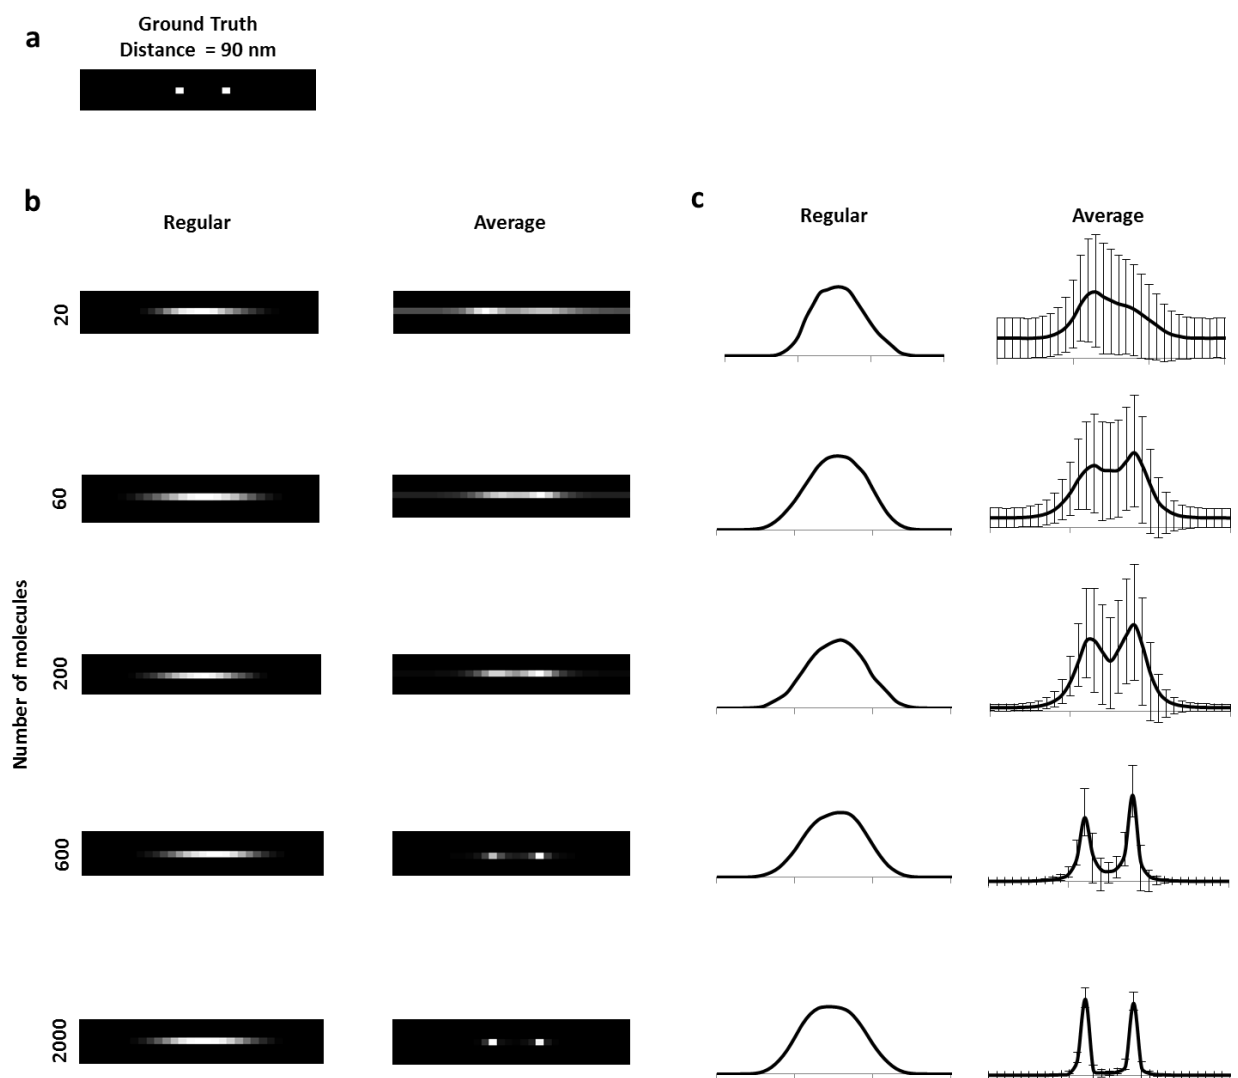 a
Ground Truth
Distance = 90 nm
b
Regular
Average
c
Regular
Average
Number of molecules
20
60
200
600
2000